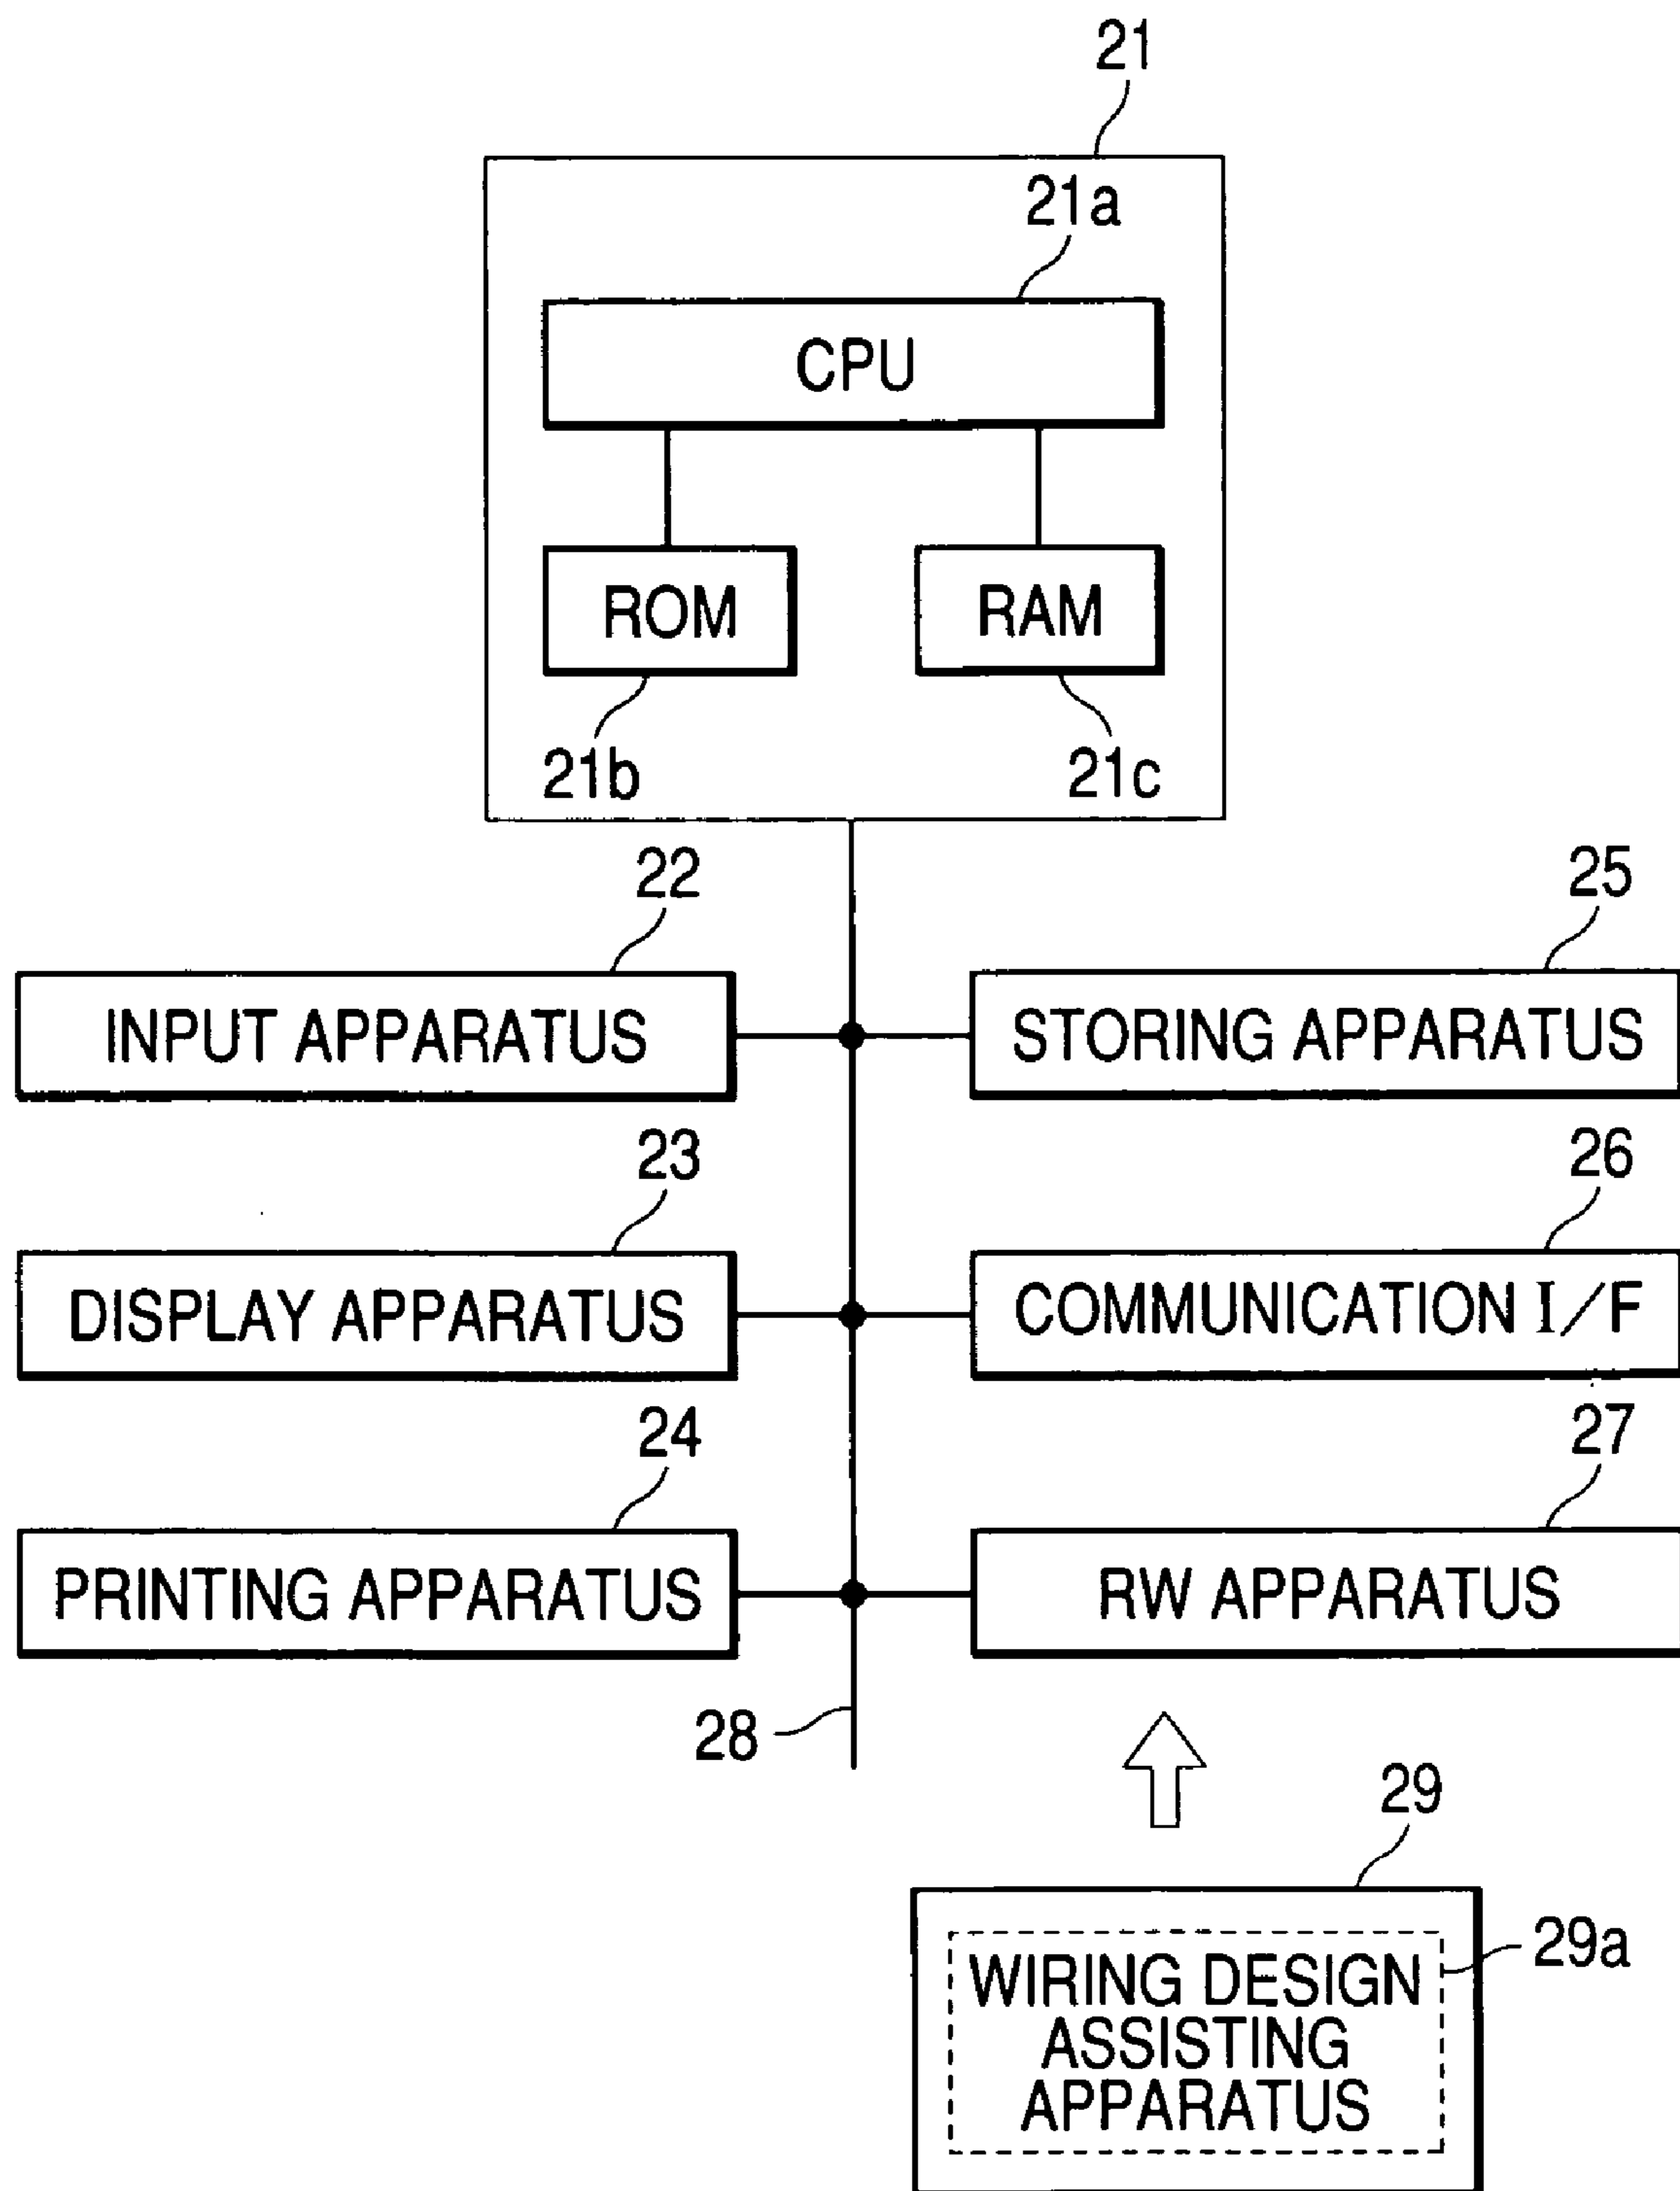 21
21a
CPU
ROM
RAM
21b
21c
22
25
INPUT APPARATUS
STORING APPARATUS
23
26
DISPLAY APPARATUS
COMMUNICATION I/F
24
27
PRINTING APPARATUS
RW APPARATUS
28
29
29a
WIRING DESIGN
ASSISTING
APPARATUS